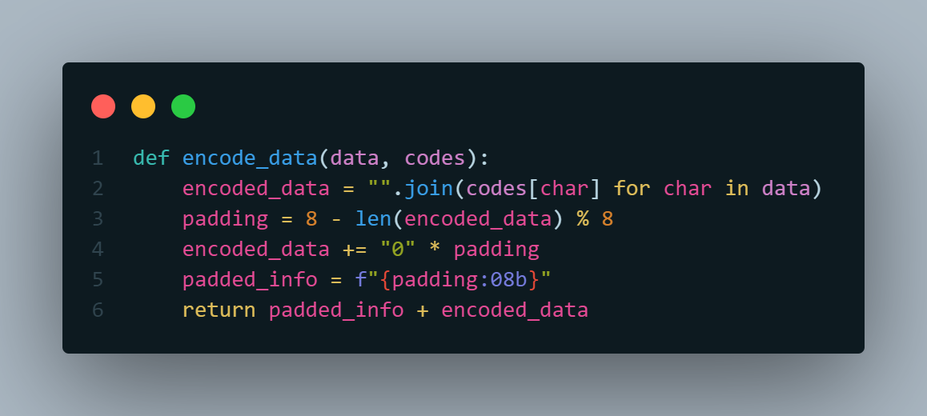 1 def encode_data(data, codes):
2     encoded_data = "".join(codes[char] for char in data)
3     padding = 8 - len(encoded_data) % 8
4     encoded_data += "0" * padding
5     padded_info = f"{padding:08b}"
6     return padded_info + encoded_data